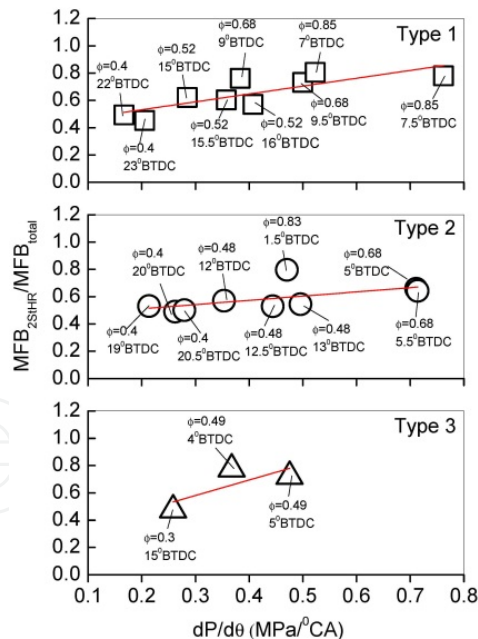 Type 1
ϕ=0.68
9⁰BTDC
ϕ=0.85
7⁰BTDC
ϕ=0.52
15⁰BTDC
ϕ=0.4
22⁰BTDC
ϕ=0.4
23⁰BTDC
ϕ=0.52
15.5⁰BTDC
ϕ=0.52
16⁰BTDC
ϕ=0.68
9.5⁰BTDC
ϕ=0.85
7.5⁰BTDC
1.2
1.0
0.8
0.6
0.4
0.2
0.0
Type 2
ϕ=0.83
1.5⁰BTDC
ϕ=0.48
12⁰BTDC
ϕ=0.4
20⁰BTDC
ϕ=0.68
5⁰BTDC
ϕ=0.4
19⁰BTDC
ϕ=0.4
20.5⁰BTDC
ϕ=0.48
12.5⁰BTDC
ϕ=0.48
13⁰BTDC
ϕ=0.68
5.5⁰BTDC
1.2
1.0
0.8
0.6
0.4
0.2
0.0
MFB2StHR/MFBtotal
Type 3
ϕ=0.49
4⁰BTDC
ϕ=0.3
15⁰BTDC
ϕ=0.49
5⁰BTDC
1.2
1.0
0.8
0.6
0.4
0.2
0.0
0.1 0.2 0.3 0.4 0.5 0.6 0.7 0.8
dP/dθ (MPa/⁰CA)